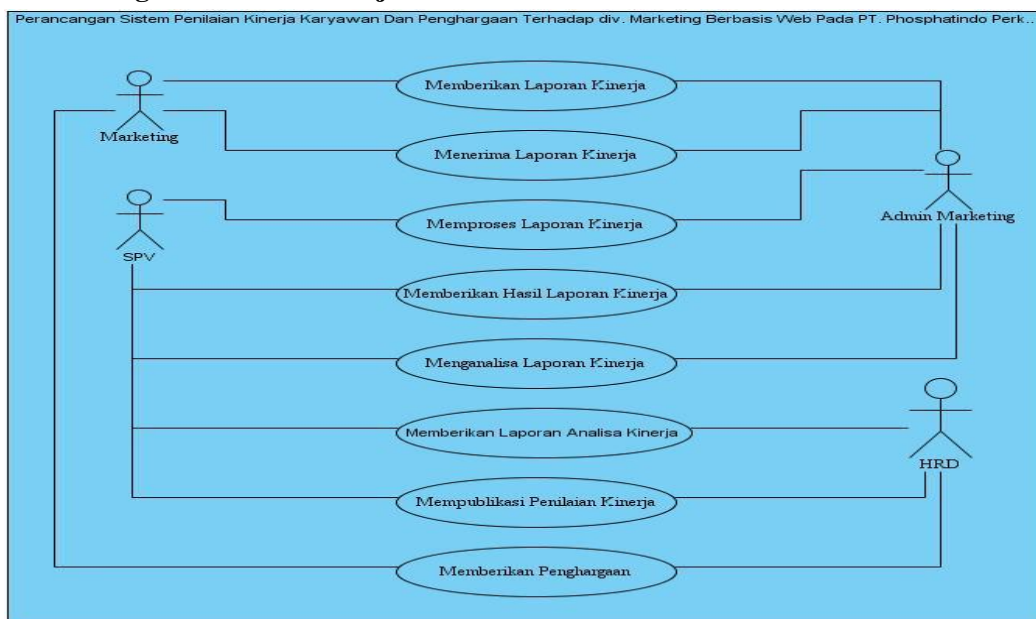 Perancangan Sistem Penilaian Kinerja Karyawan Dan Penghargaan Terhadap div. Marketing Berbasis Web Pada PT. Phosphatindo Perk...
Memberikan Laporan Kinerja
Marketing
Menerima Laporan Kinerja
Memproses Laporan Kinerja
Admin Marketing
SPV
Memberikan Hasil Laporan Kinerja
Menganalisa Laporan Kinerja
Memberikan Laporan Analisa Kinerja
HRD
Mempublikasi Penilaian Kinerja
Memberikan Penghargaan